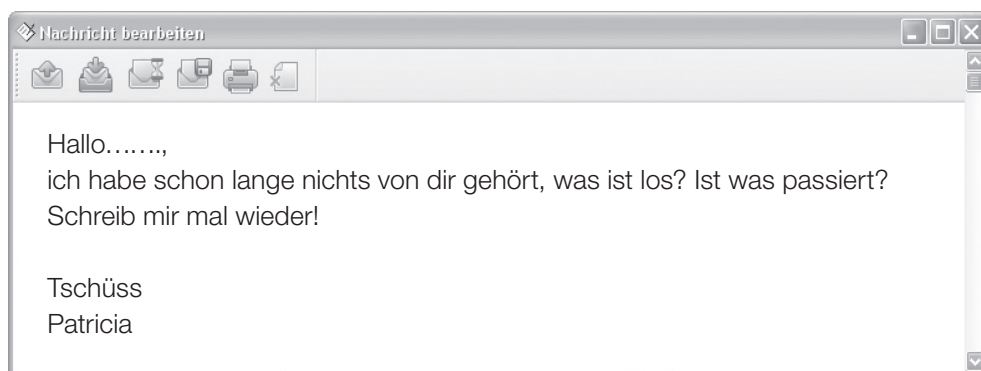 Nachricht bearbeiten
Hallo…….,
ich habe schon lange nichts von dir gehört, was ist los? Ist was passiert?
Schreib mir mal wieder!
Tschüss
Patricia